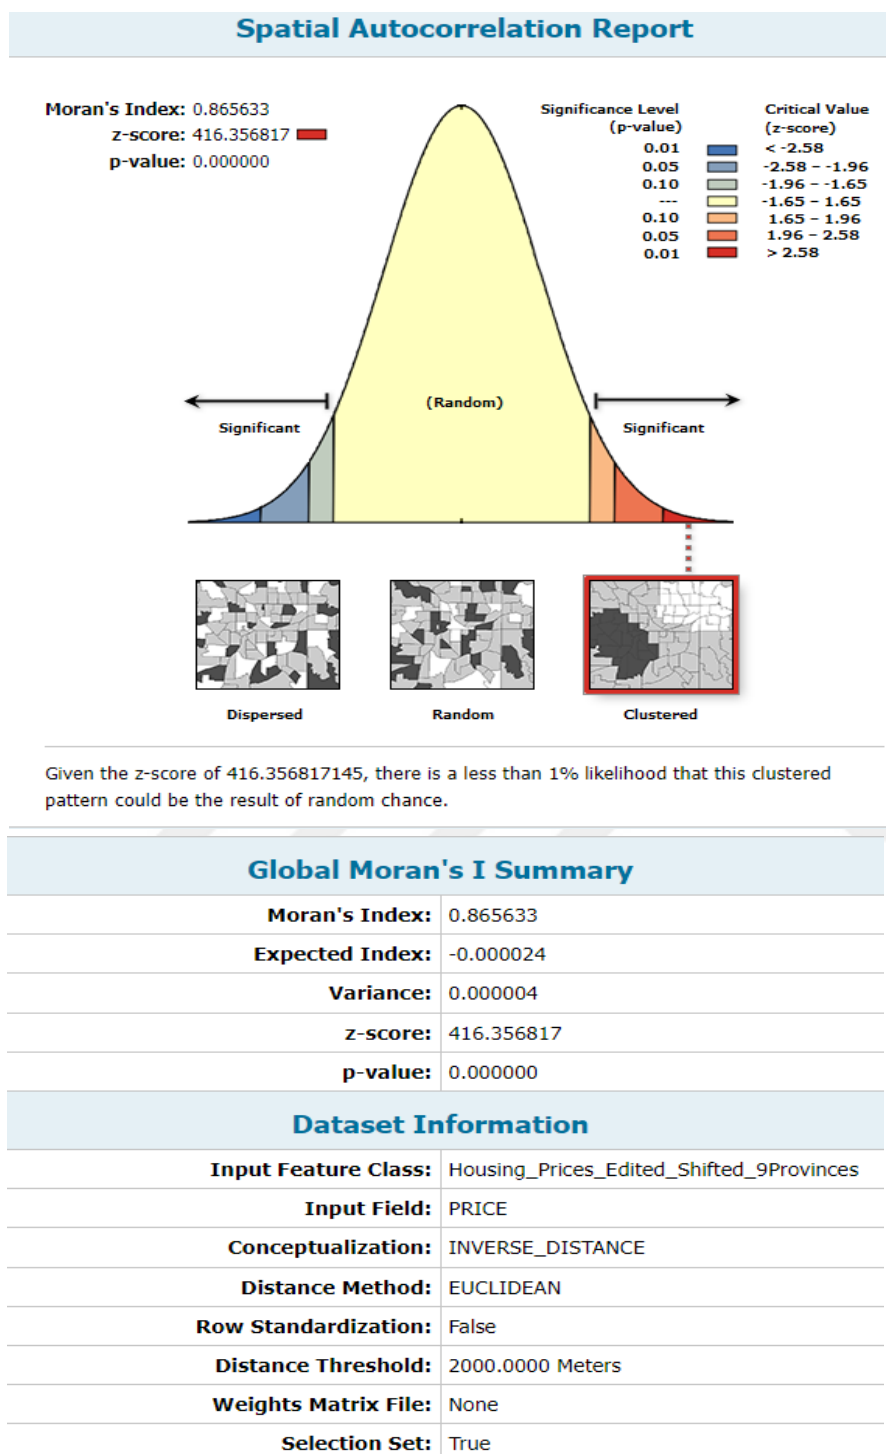 Spatial Autocorrelation Report
Moran's Index: 0.865633
z-score: 416.356817
p-value: 0.000000
Significance Level
(p-value)
Critical Value
(z-score)
0.01 < -2.58
0.05 -2.58 – -1.96
0.10 -1.96 – -1.65
--- -1.65 – 1.65
0.10 1.65 – 1.96
0.05 1.96 – 2.58
0.01 > 2.58
(Random)
Significant
Significant
Dispersed
Random
Clustered
Given the z-score of 416.356817145, there is a less than 1% likelihood that this clustered
pattern could be the result of random chance.
Global Moran's I Summary
Moran's Index: 0.865633
Expected Index: -0.000024
Variance: 0.000004
z-score: 416.356817
p-value: 0.000000
Dataset Information
Input Feature Class: Housing_Prices_Edited_Shifted_9Provinces
Input Field: PRICE
Conceptualization: INVERSE_DISTANCE
Distance Method: EUCLIDEAN
Row Standardization: False
Distance Threshold: 2000.0000 Meters
Weights Matrix File: None
Selection Set: True